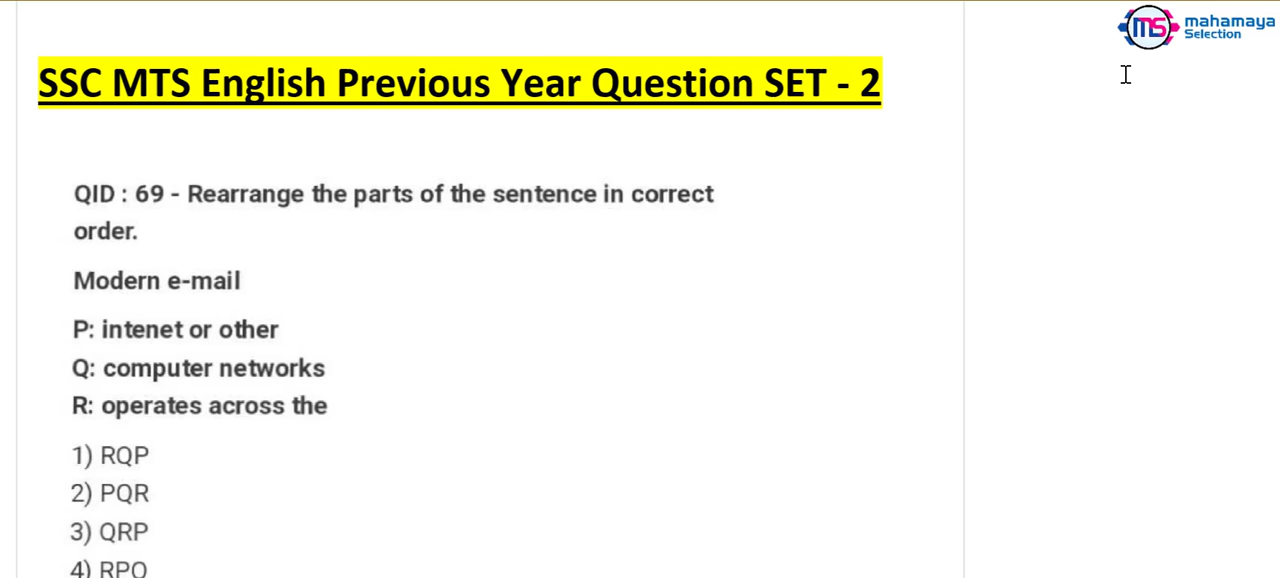 mahamaya
Selection
SSC MTS English Previous Year Question SET - 2
QID : 69 - Rearrange the parts of the sentence in correct
order.
Modern e-mail
P: intenet or other
Q: computer networks
R: operates across the
1) RQP
2) PQR
3) QRP
4) RPQ